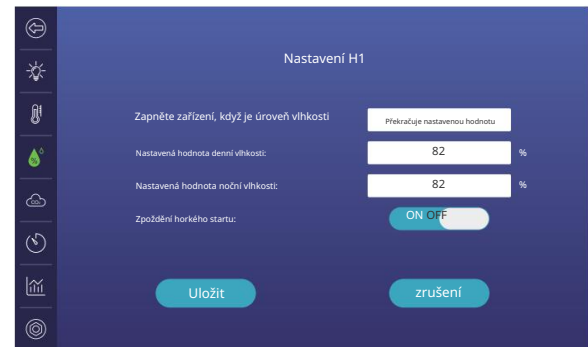 Nastavení H1
Zapněte zařízení, když je úroveň vlhkosti
Překračuje nastavenou hodnotu
Nastavená hodnota denní vlhkosti:
82
%
Nastavená hodnota noční vlhkosti:
82
%
Zpoždění horkého startu:
ON OFF
Uložit
zrušení
%
CO₂